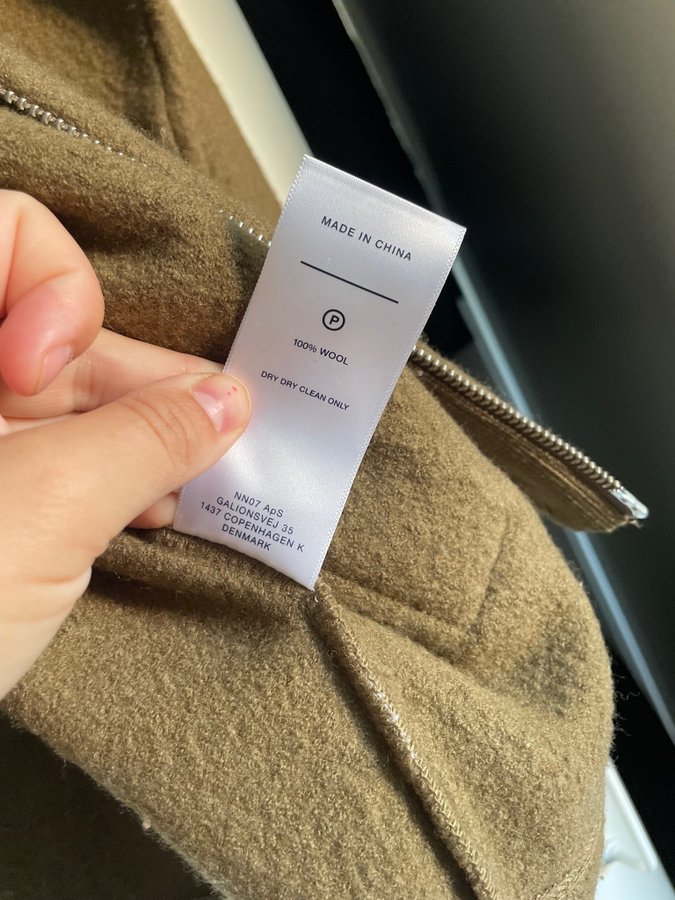 MADE IN CHINA
P
100% WOOL
DRY DRY CLEAN ONLY
NN07 ApS
GALIONSVEJ 35
1437 COPENHAGEN K
DENMARK